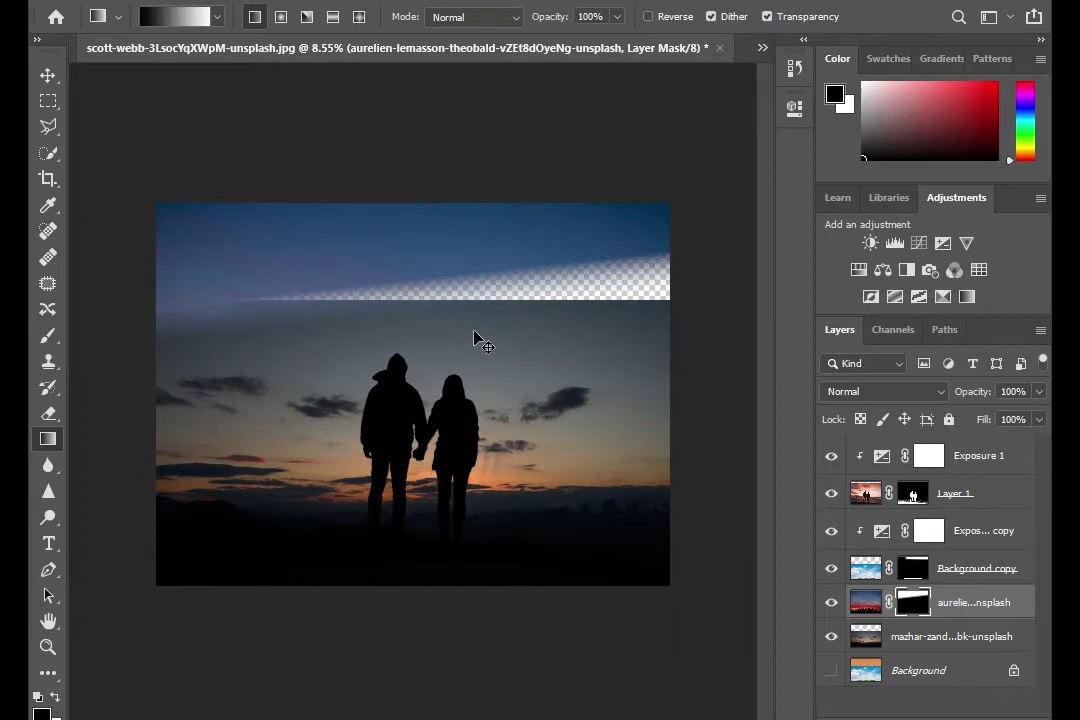 Mode: Normal Opacity: 100% Reverse Dither Transparency
scott-webb-3LsocYqXWpM-unsplash.jpg @ 8.55% (aurelien-lemasson-theobald-vZEt8dOyeNg-unsplash, Layer Mask/8) *
Color Swatches Gradients Patterns
Learn Libraries Adjustments
Add an adjustment
Layers Channels Paths
Kind
Normal Opacity: 100%
Lock: Fill: 100%
Exposure 1
Layer 1
Expos... copy
Background copy
aurelie...nsplash
mazhar-zand...bk-unsplash
Background